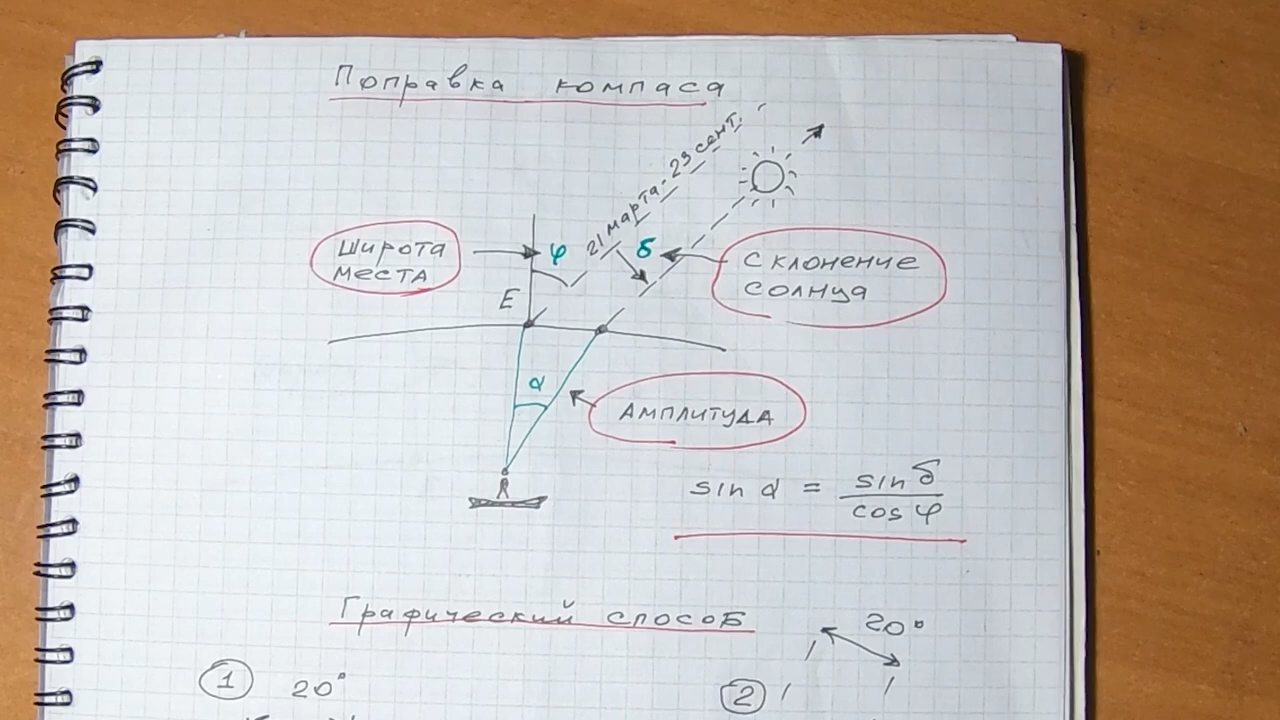 Поправка компаса
21 марта - 23 сент.
Широта
места
φ
δ
Склонение
солнца
E
α
Амплитуда
sin α = sin δ / cos φ
Графический способ
20°
1 20°
2